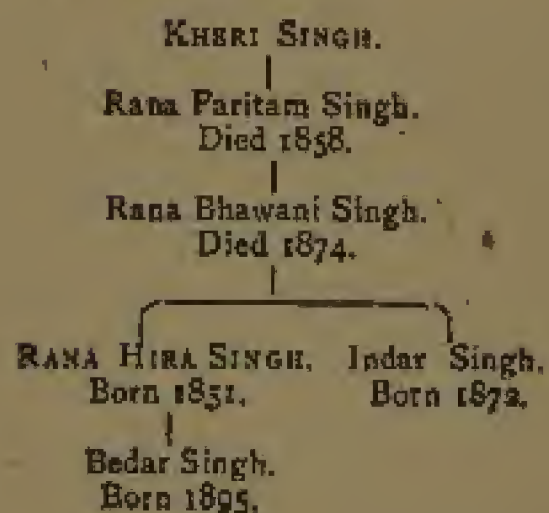 KHERI SINGH.
Rana Paritam Singh.
Died 1858.
Rana Bhawani Singh.
Died 1874.
RANA HIRA SINGH. Indar Singh.
Born 1851. Born 1872.
Bedar Singh.
Born 1895.